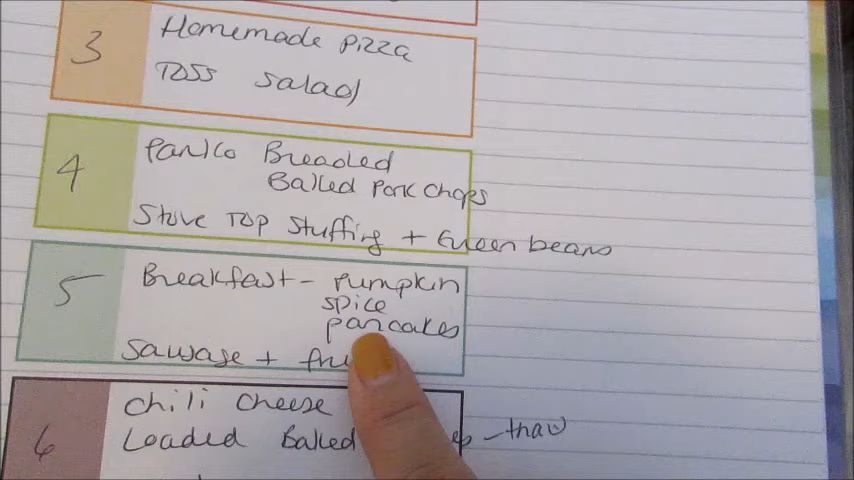 3
Homemade Pizza
Toss Salad
4
Panko Breaded
Baked Pork Chops
Stove Top Stuffing + Green beans
5
Breakfast - Pumpkin
spice
pancakes
Sausage +
6
Chili Cheese
Loaded Baked - thaw